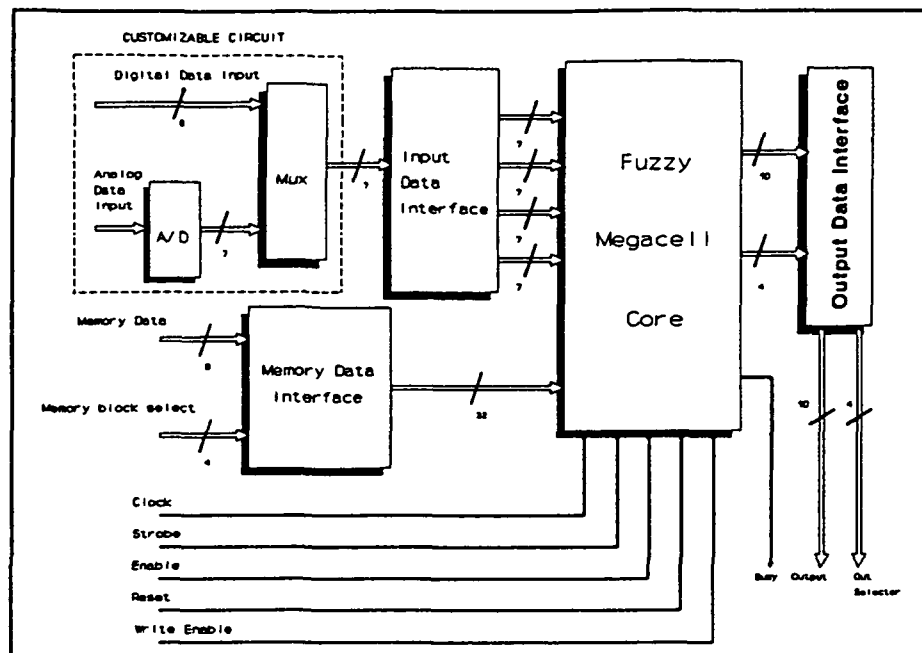 CUSTOMIZABLE CIRCUIT
Digital Data Input
Analog
Data
Input
A/D
7
Mux
7
Input
Data
Interface
7
7
7
7
Fuzzy
Megacell
Core
10
4
Output Data Interface
Memory Data
Memory block select
4
Memory Data
Interface
32
10
4
Clock
Strobe
Enable
Reset
Write Enable
Busy
Output
Out
Selector